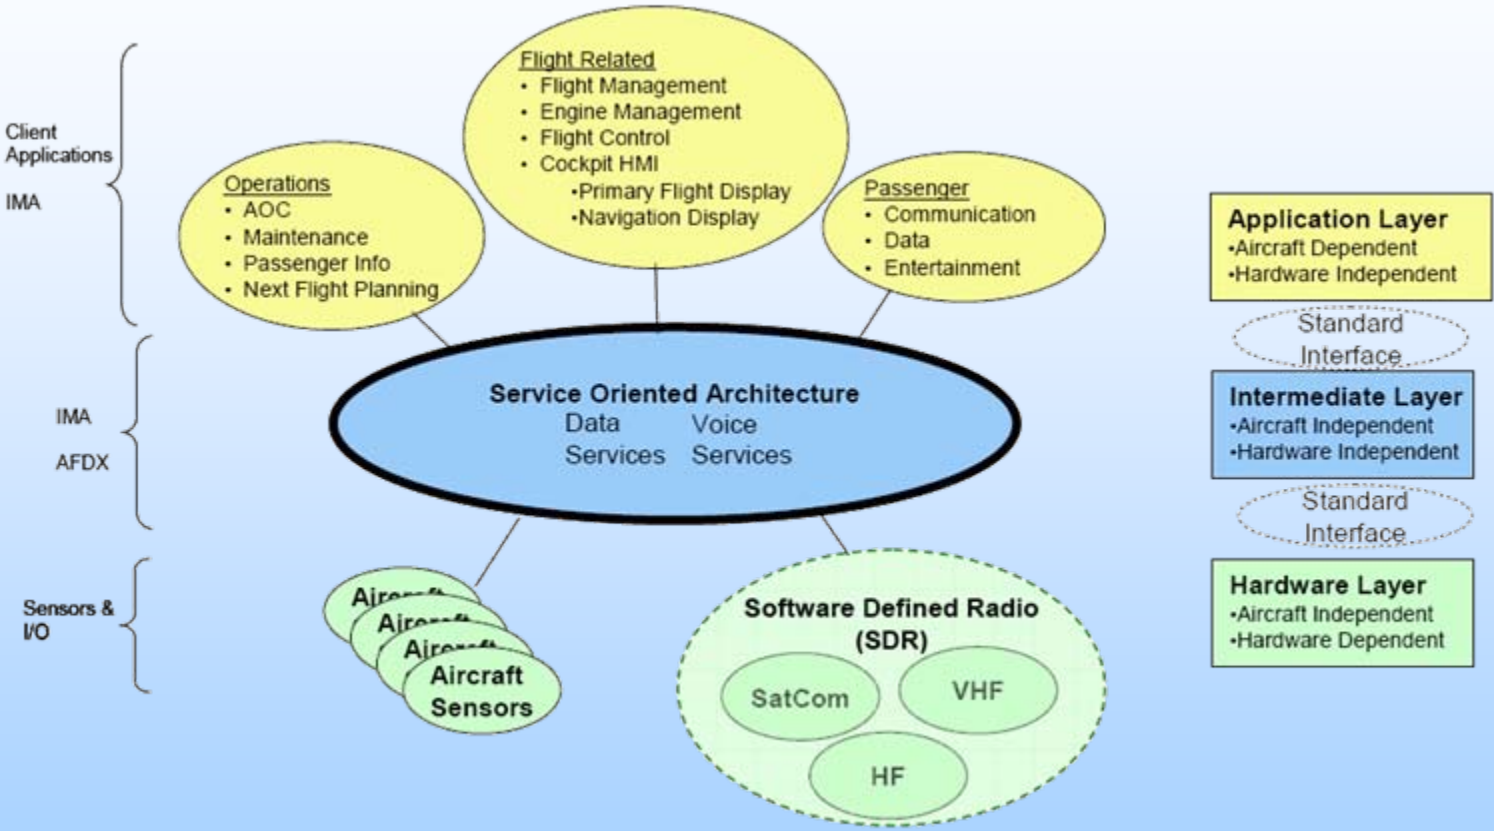 Client
Applications
IMA
IMA
AFDX
Sensors &
I/O
Flight Related
• Flight Management
• Engine Management
• Flight Control
• Cockpit HMI
•Primary Flight Display
•Navigation Display
Operations
• AOC
• Maintenance
• Passenger Info
• Next Flight Planning
Passenger
• Communication
• Data
• Entertainment
Service Oriented Architecture
Data Voice
Services Services
Aircraft
Aircraft
Aircraft
Aircraft
Sensors
Software Defined Radio
(SDR)
SatCom
VHF
HF
Application Layer
•Aircraft Dependent
•Hardware Independent
Standard
Interface
Intermediate Layer
•Aircraft Independent
•Hardware Independent
Standard
Interface
Hardware Layer
•Aircraft Independent
•Hardware Dependent